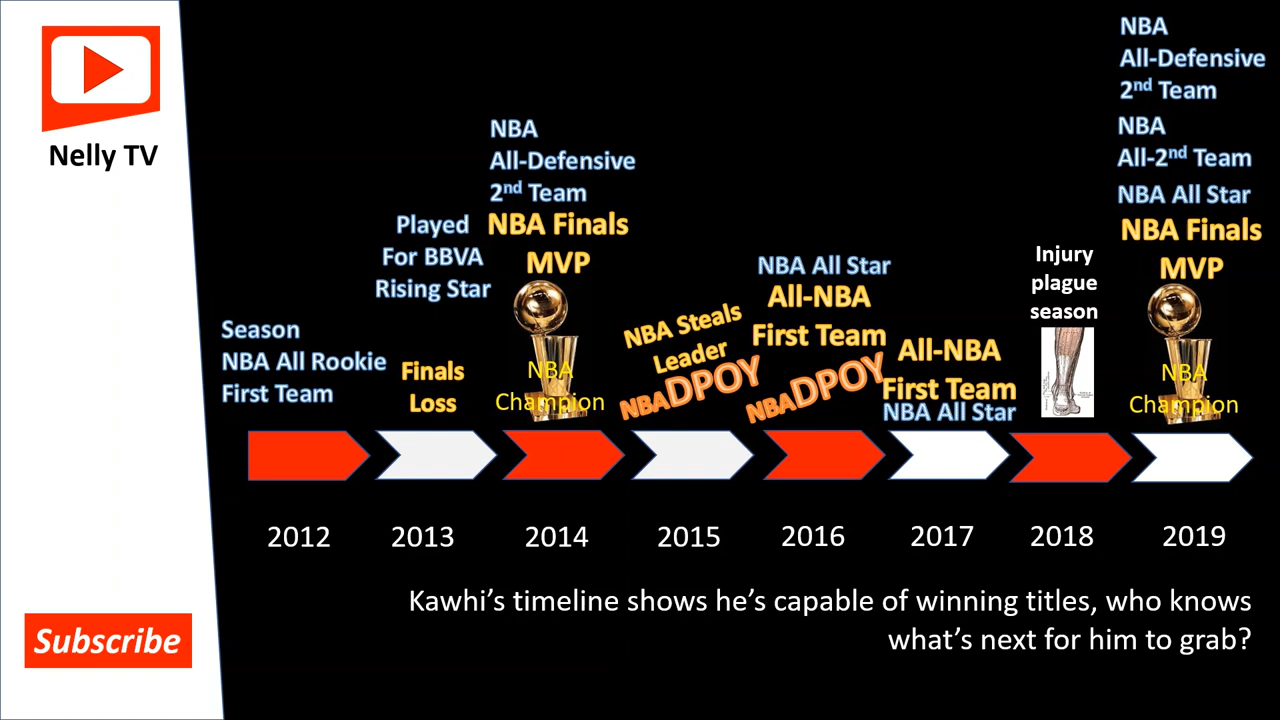 Nelly TV
Season
NBA All Rookie
First Team
Played
For BBVA
Rising Star
Finals
Loss
NBA
All-Defensive
2nd Team
NBA Finals
MVP
NBA
Champion
NBA Steals
Leader
NBADPOY
NBA All Star
All-NBA
First Team
NBADPOY
All-NBA
First Team
NBA All Star
Injury
plague
season
NBA
All-Defensive
2nd Team
NBA
All-2nd Team
NBA All Star
NBA Finals
MVP
NBA
Champion
2012
2013
2014
2015
2016
2017
2018
2019
Kawhi’s timeline shows he’s capable of winning titles, who knows
what’s next for him to grab?
Subscribe